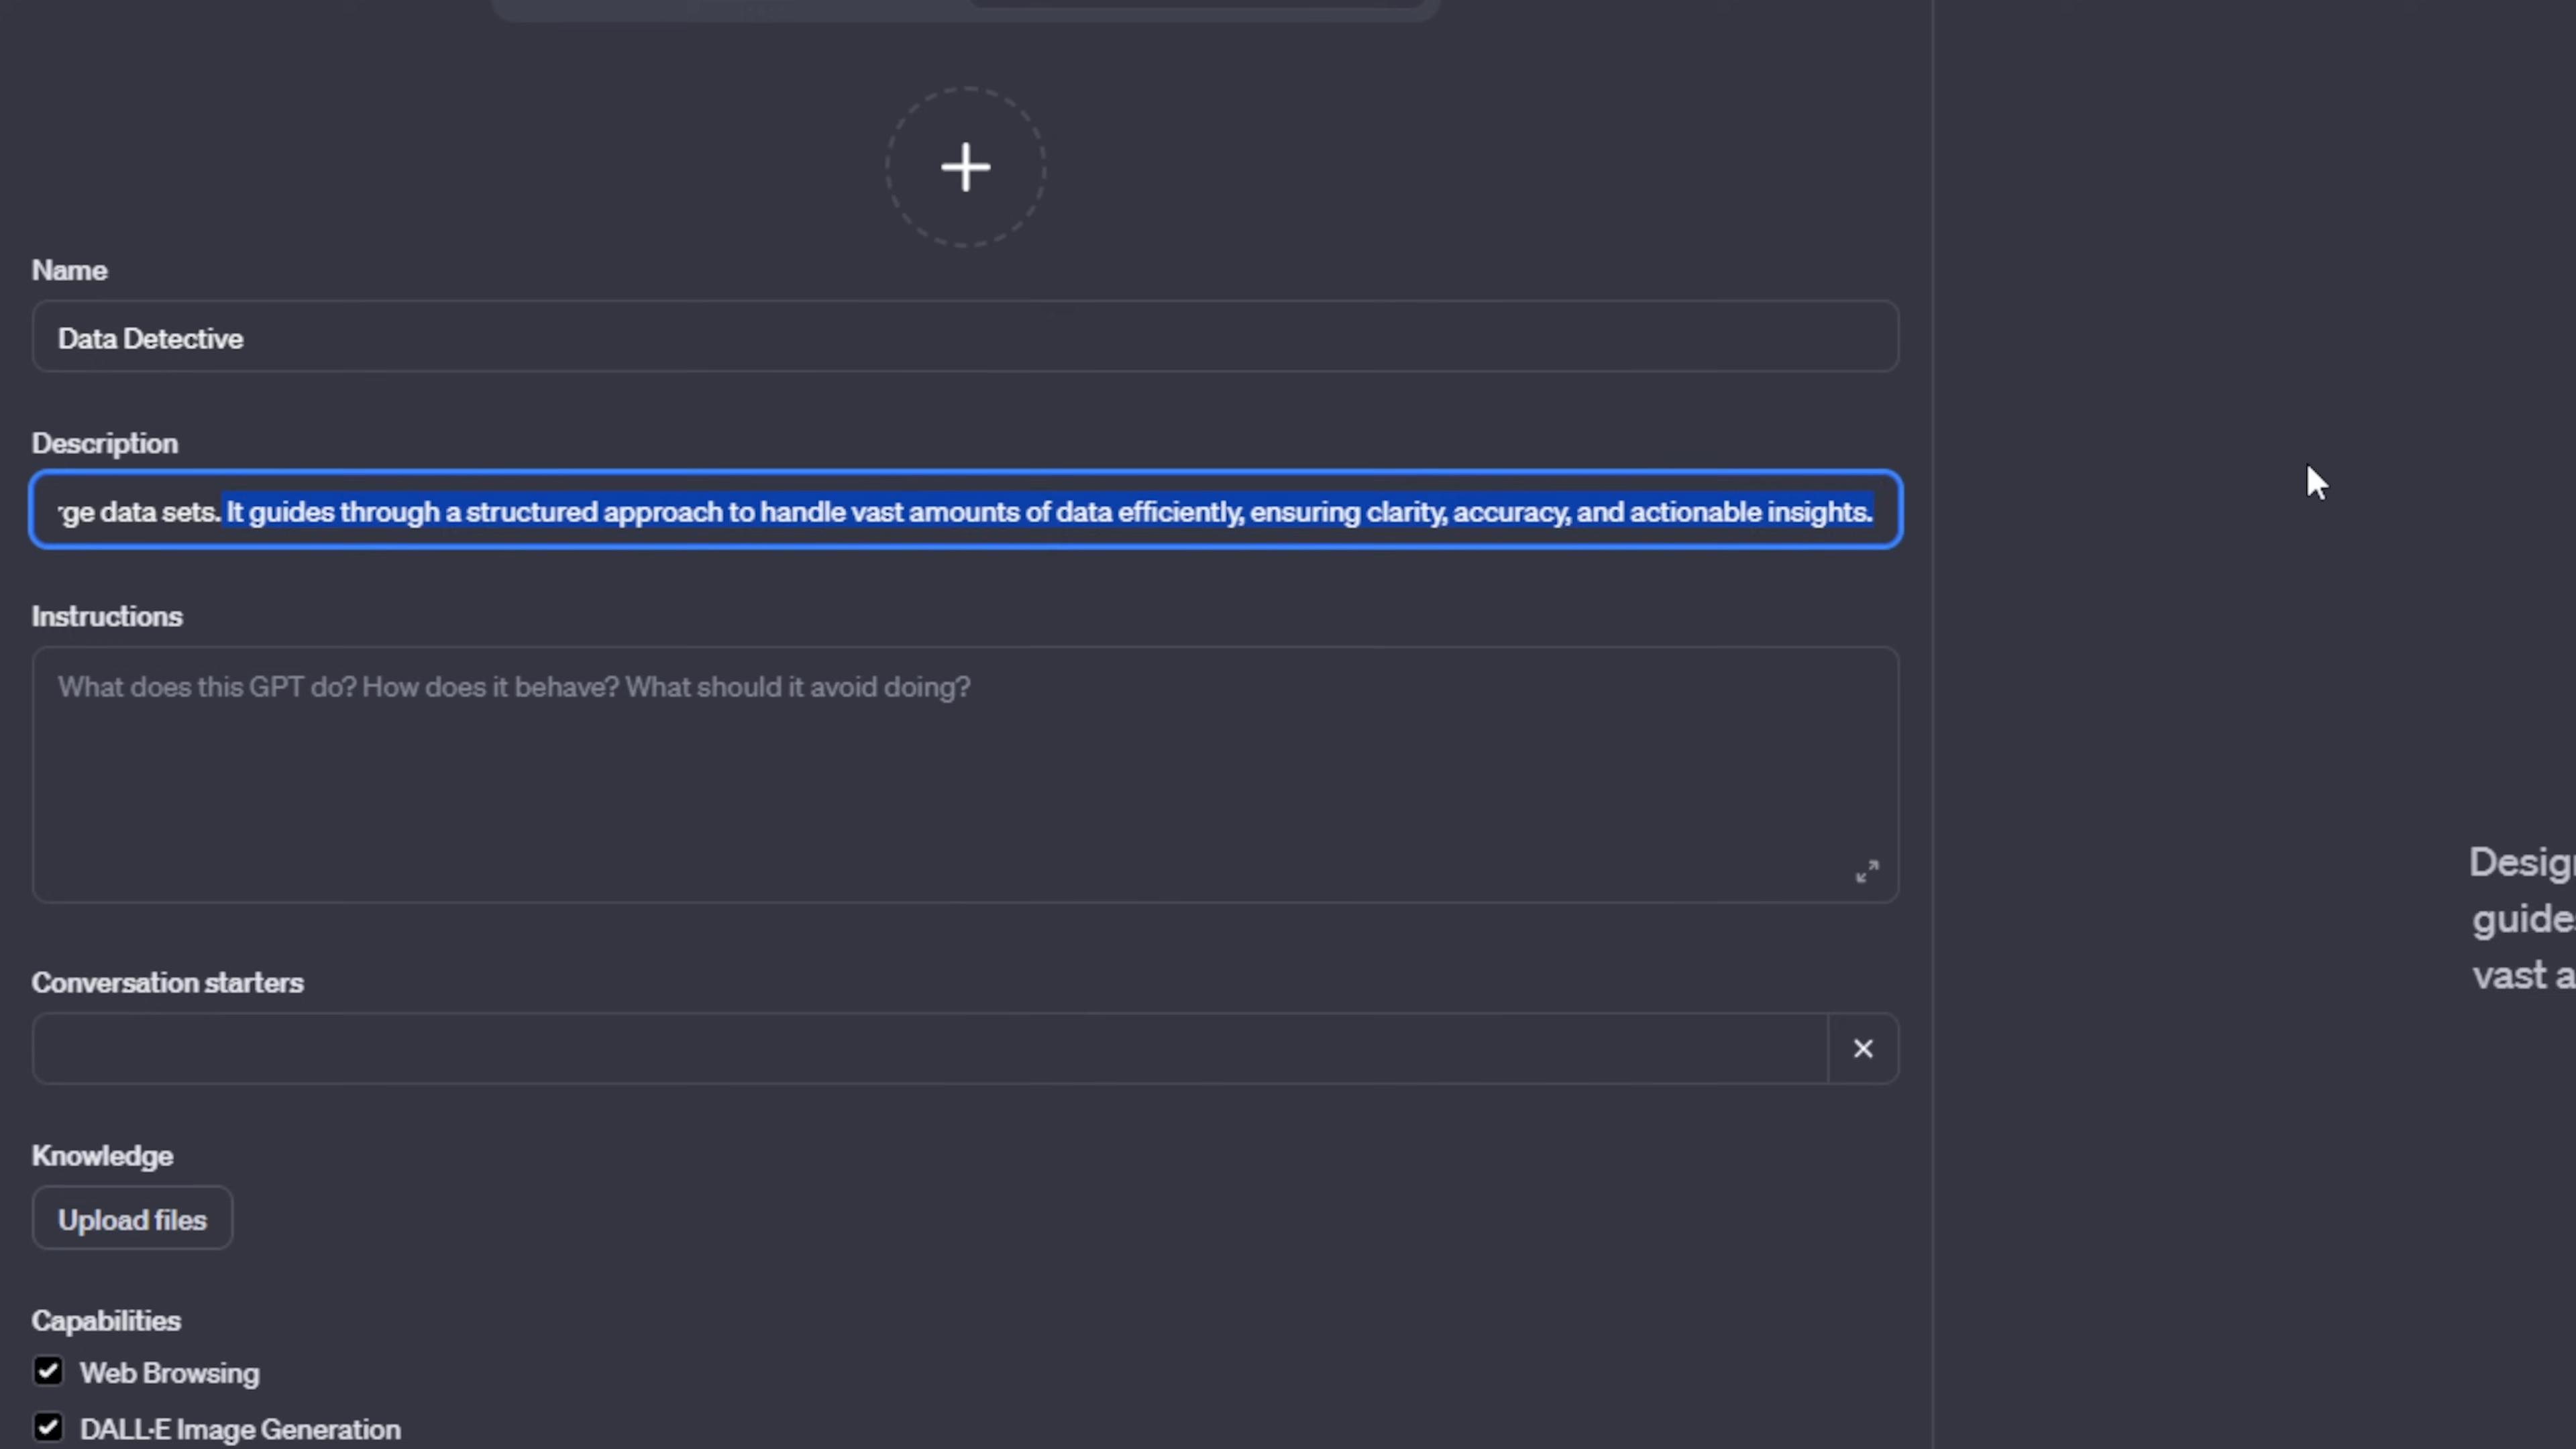 Name
Data Detective
Description
data sets. It guides through a structured approach to handle vast amounts of data efficiently, ensuring clarity, accuracy, and actionable insights.
Instructions
What does this GPT do? How does it behave? What should it avoid doing?
Conversation starters
Knowledge
Upload files
Capabilities
Web Browsing
DALL·E Image Generation
vast